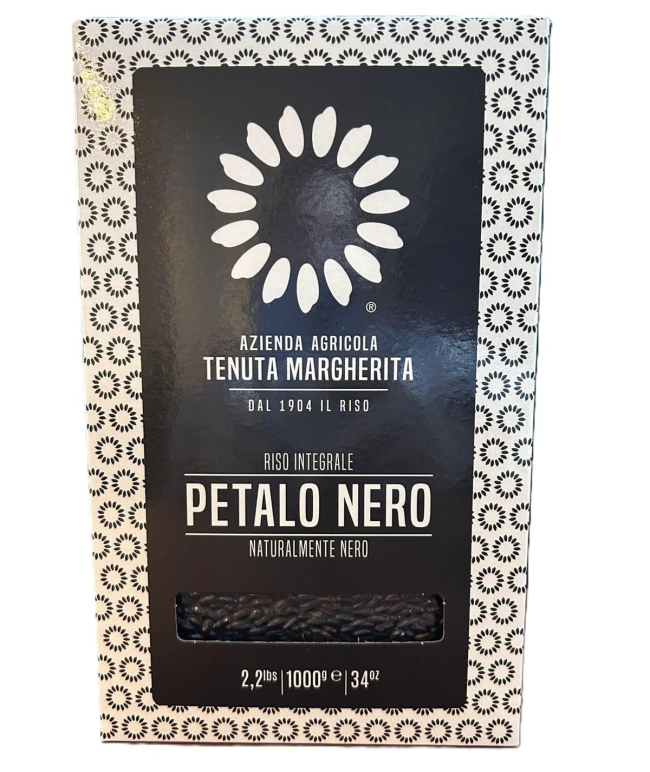 ®
AZIENDA AGRICOLA
TENUTA MARGHERITA
DAL 1904 IL RISO
RISO INTEGRALE
PETALO NERO
NATURALMENTE NERO
2,2lbs | 1000g ℮ | 34oz